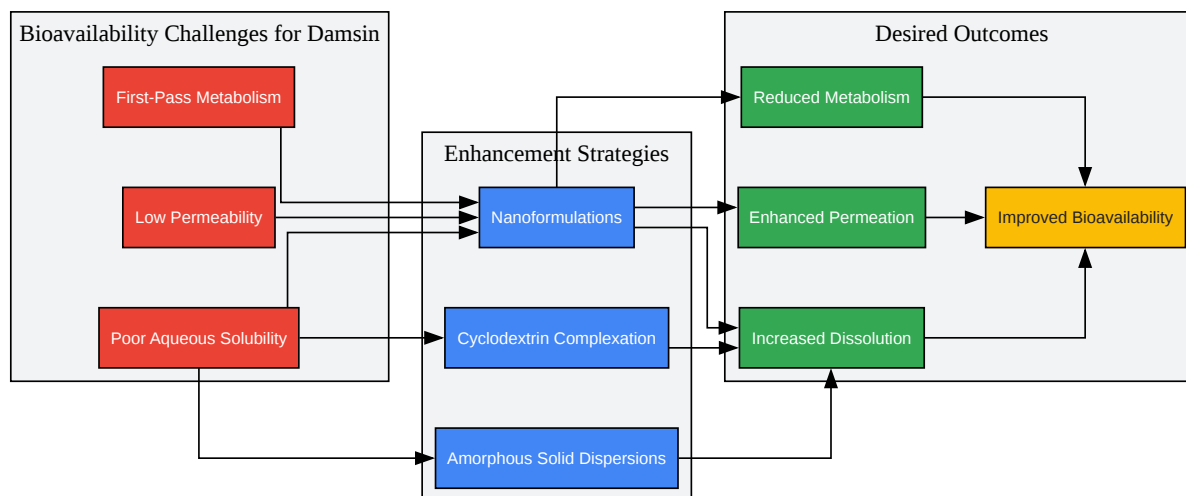 Bioavailability Challenges for Damsin
First-Pass Metabolism
Low Permeability
Poor Aqueous Solubility
Enhancement Strategies
Nanoformulations
Cyclodextrin Complexation
Amorphous Solid Dispersions
Desired Outcomes
Reduced Metabolism
Enhanced Permeation
Increased Dissolution
Improved Bioavailability